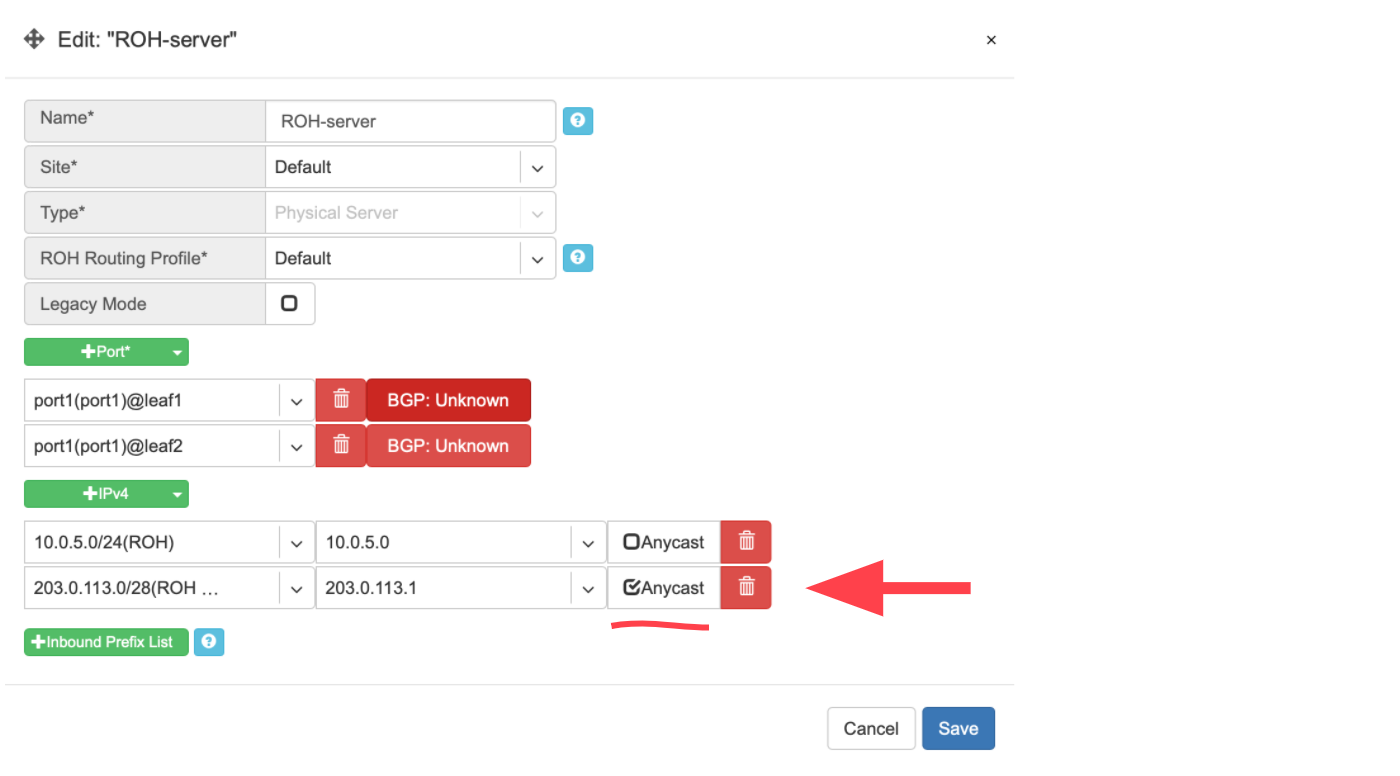 Edit: "ROH-server"
×
Name* ROH-server
Site* Default
Type* Physical Server
ROH Routing Profile* Default
Legacy Mode
+Port*
port1(port1)@leaf1 BGP: Unknown
port1(port1)@leaf2 BGP: Unknown
+IPv4
10.0.5.0/24(ROH) 10.0.5.0 Anycast
203.0.113.0/28(ROH … 203.0.113.1 Anycast
+Inbound Prefix List ?
Cancel Save